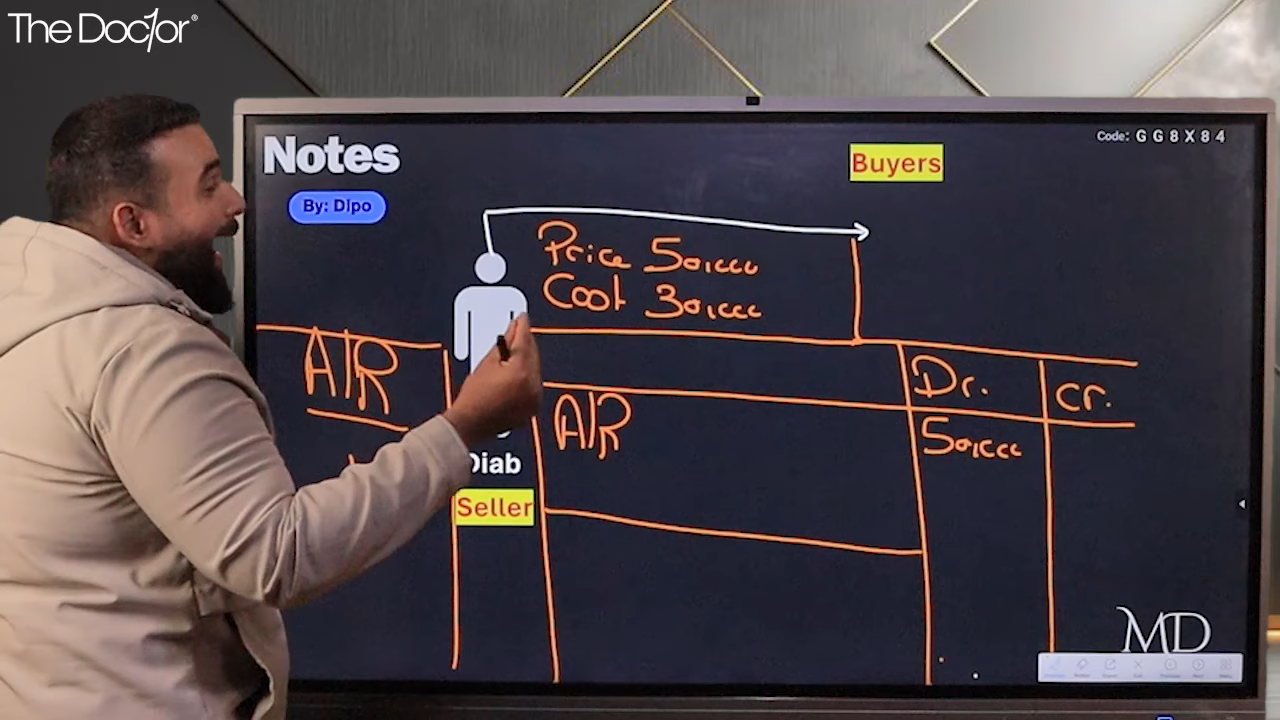 The Doctor®
Notes
Code: G G 8 X 8 4
Buyers
By: Dipo
Price 50,000
Cost 30,000
A/R
Dr.
cr.
A/R
50,000
Diab
Seller
MD